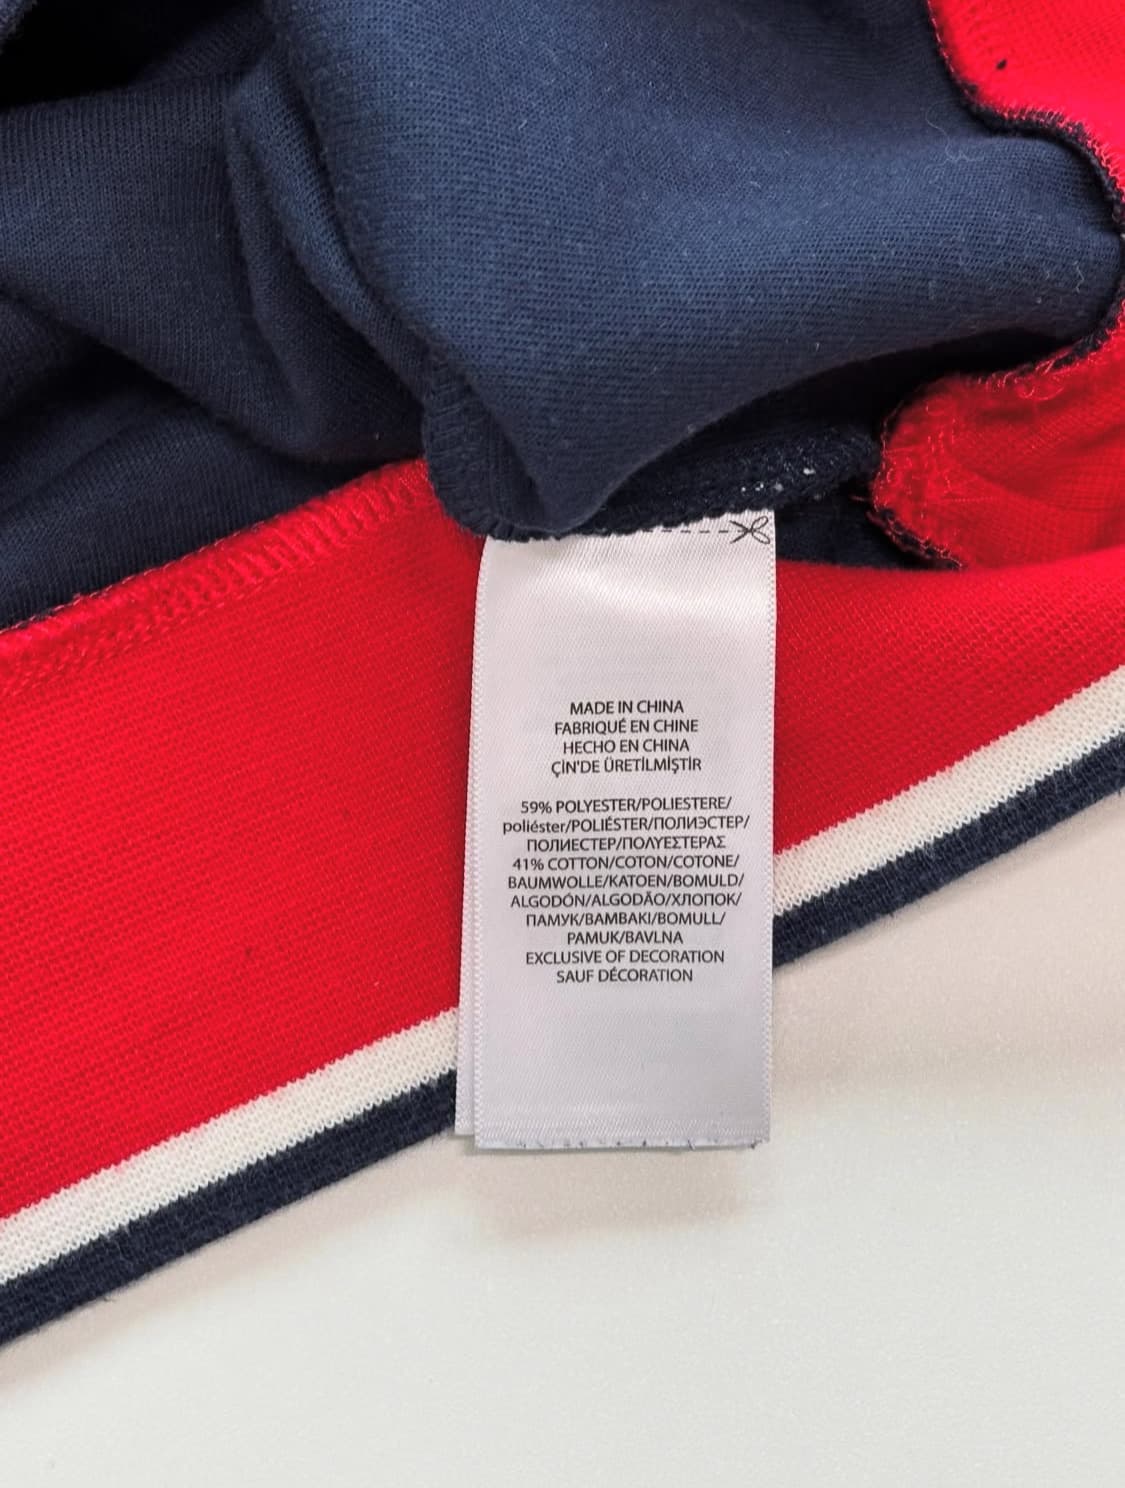 MADE IN CHINA
FABRIQUÉ EN CHINE
HECHO EN CHINA
ÇİN'DE ÜRETİLMİŞTİR
59% POLYESTER/POLIESTERE/
poliéster/POLIÉSTER/ПОЛИЭСТЕР/
ПОЛИЕСТЕР/ΠΟΛΥΕΣΤΕΡΑΣ
41% COTTON/COTON/COTONE/
BAUMWOLLE/KATOEN/BOMULD/
ALGODÓN/ALGODÃO/ХЛОПОК/
ПАМУК/ΒΑΜΒΑΚΙ/BOMULL/
PAMUK/BAVLNA
EXCLUSIVE OF DECORATION
SAUF DÉCORATION